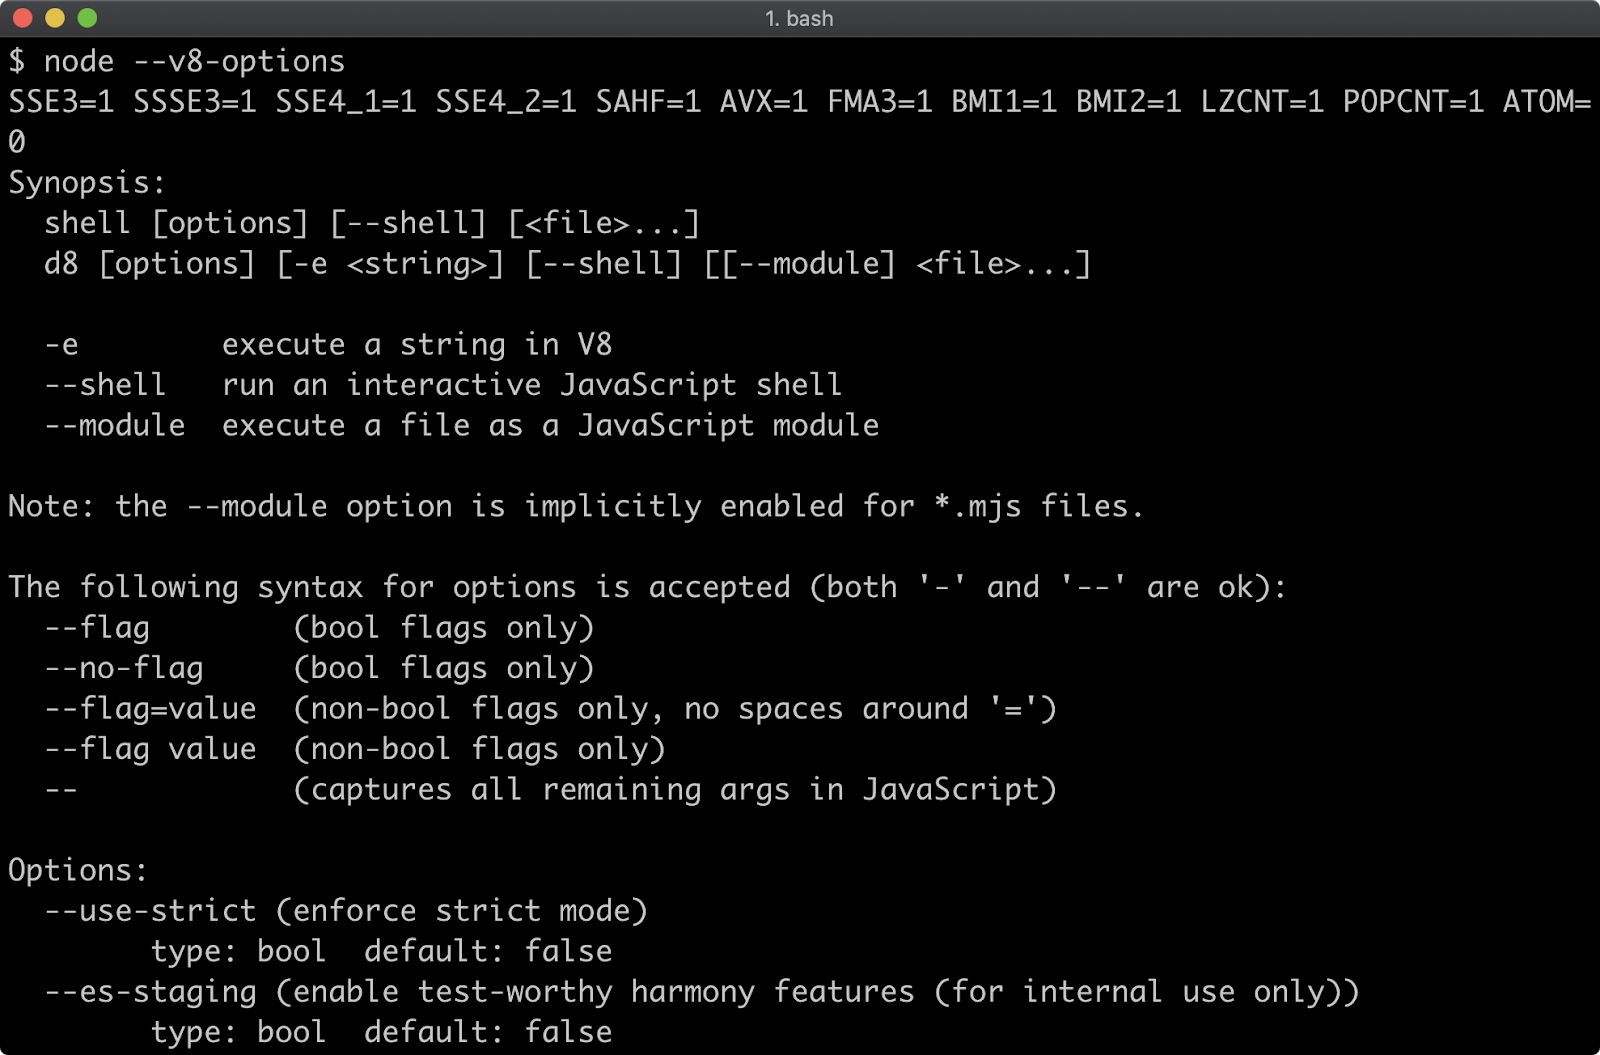 1. bash
$ node --v8-options
SSE3=1 SSSE3=1 SSE4_1=1 SSE4_2=1 SAHF=1 AVX=1 FMA3=1 BMI1=1 BMI2=1 LZCNT=1 POPCNT=1 ATOM=
0
Synopsis:
  shell [options] [--shell] [<file>...]
  d8 [options] [-e <string>] [--shell] [[--module] <file>...]

  -e        execute a string in V8
  --shell   run an interactive JavaScript shell
  --module  execute a file as a JavaScript module

Note: the --module option is implicitly enabled for *.mjs files.

The following syntax for options is accepted (both '-' and '--' are ok):
  --flag        (bool flags only)
  --no-flag     (bool flags only)
  --flag=value  (non-bool flags only, no spaces around '=')
  --flag value  (non-bool flags only)
  --            (captures all remaining args in JavaScript)

Options:
  --use-strict (enforce strict mode)
        type: bool  default: false
  --es-staging (enable test-worthy harmony features (for internal use only))
        type: bool  default: false